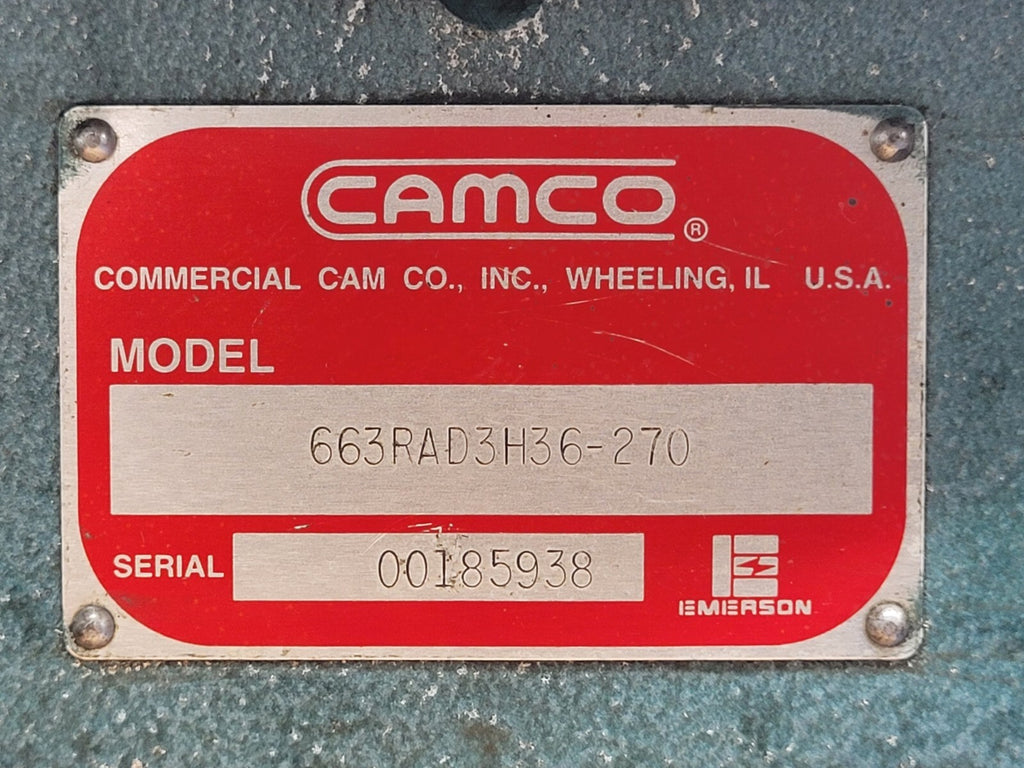 CAMCO®
COMMERCIAL CAM CO., INC., WHEELING, IL U.S.A.
MODEL
663RAD3H36-270
SERIAL 00185938
EMERSON